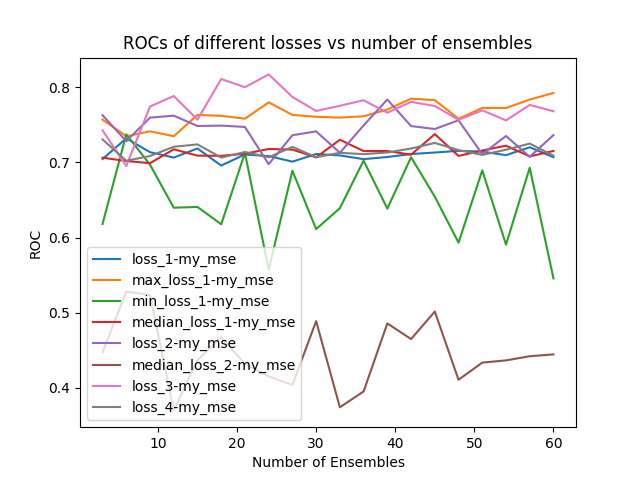 ROCs of different losses vs number of ensembles
0.8
0.7
0.6
0.5
0.4
ROC
loss_1-my_mse
max_loss_1-my_mse
min_loss_1-my_mse
median_loss_1-my_mse
loss_2-my_mse
median_loss_2-my_mse
loss_3-my_mse
loss_4-my_mse
10 20 30 40 50 60
Number of Ensembles